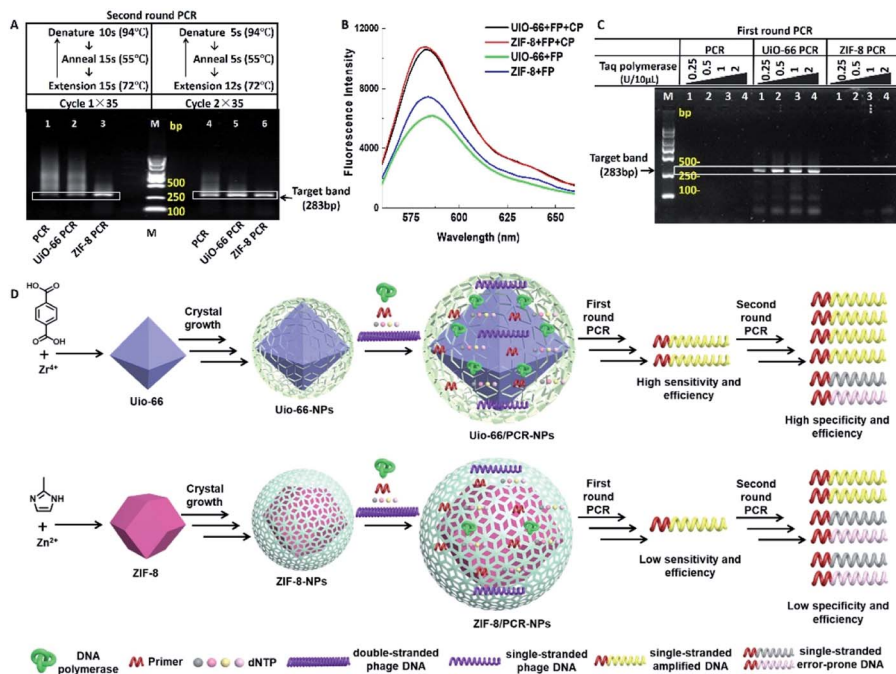 A
Second round PCR
Denature 10s (94°C)
Anneal 15s (55°C)
Extension 15s (72°C)
Cycle 1×35
Denature 5s (94°C)
Anneal 5s (55°C)
Extension 12s (72°C)
Cycle 2×35
1 2 3 M bp 4 5 6
500
250
100
Target band
(283bp)
PCR
UiO-66 PCR
ZIF-8 PCR
M
PCR
UiO-66 PCR
ZIF-8 PCR
B
UiO-66+FP+CP
ZIF-8+FP+CP
UiO-66+FP
ZIF-8+FP
Fluorescence Intensity
12000
9000
6000
3000
0
575 600 625 650
Wavelength (nm)
C
First round PCR
Taq polymerase
(U/10μL)
PCR
UiO-66 PCR
ZIF-8 PCR
0.25 0.5 1 2
0.25 0.5 1 2
0.25 0.5 1 2
M 1 2 3 4 1 2 3 4 1 2 3 4
bp
500-
250-
100-
Target band
(283bp)
D
HO O
O OH
+
Zr4+
Uio-66
Crystal
growth
Uio-66-NPs
Uio-66/PCR-NPs
First
round
PCR
High sensitivity and
efficiency
Second
round
PCR
High specificity and
efficiency
N NH
+
Zn2+
ZIF-8
Crystal
growth
ZIF-8-NPs
ZIF-8/PCR-NPs
First
round
PCR
Low sensitivity and
efficiency
Second
round
PCR
Low specificity and
efficiency
DNA
polymerase
Primer
dNTP
double-stranded
phage DNA
single-stranded
phage DNA
single-stranded
amplified DNA
single-stranded
error-prone DNA